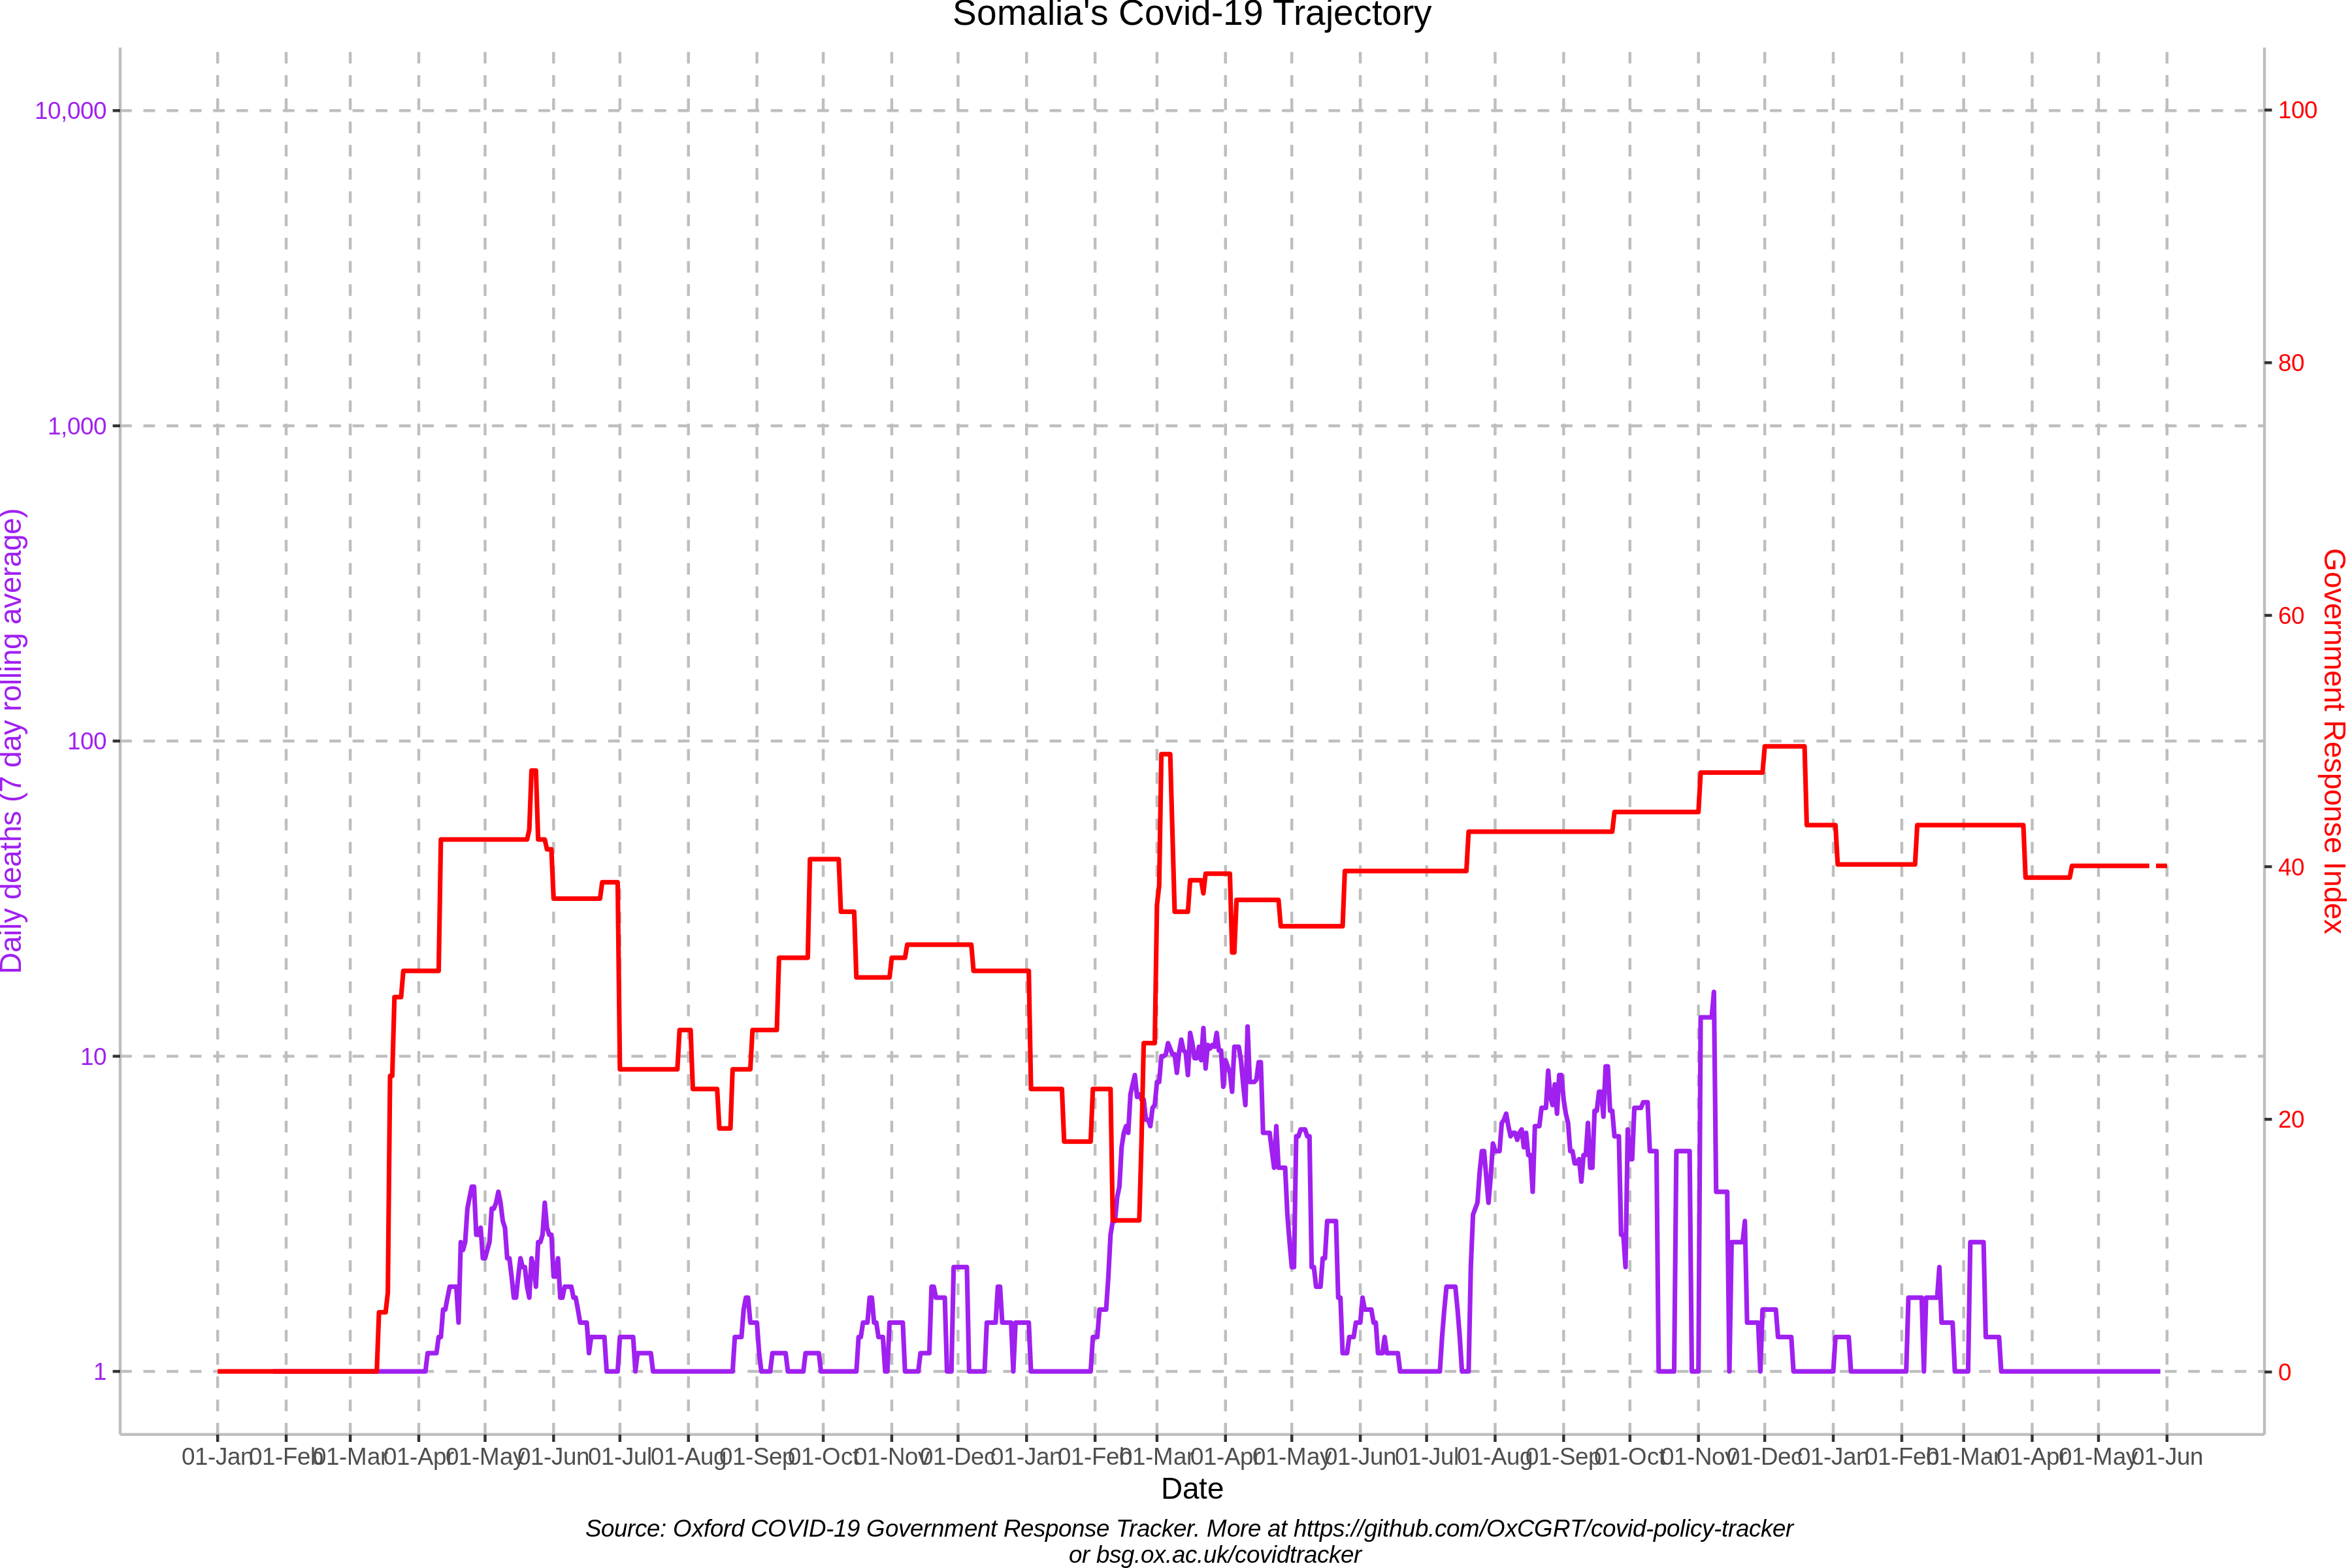 Somalia's Covid-19 Trajectory
10,000
1,000
100
10
1
Daily deaths (7 day rolling average)
100
80
60
40
20
0
Government Response Index
01-Jan 01-Feb 01-Mar 01-Apr 01-May 01-Jun 01-Jul 01-Aug 01-Sep 01-Oct 01-Nov 01-Dec 01-Jan 01-Feb 01-Mar 01-Apr 01-May 01-Jun 01-Jul 01-Aug 01-Sep 01-Oct 01-Nov 01-Dec 01-Jan 01-Feb 01-Mar 01-Apr 01-May 01-Jun
Date
Source: Oxford COVID-19 Government Response Tracker. More at https://github.com/OxCGRT/covid-policy-tracker
or bsg.ox.ac.uk/covidtracker